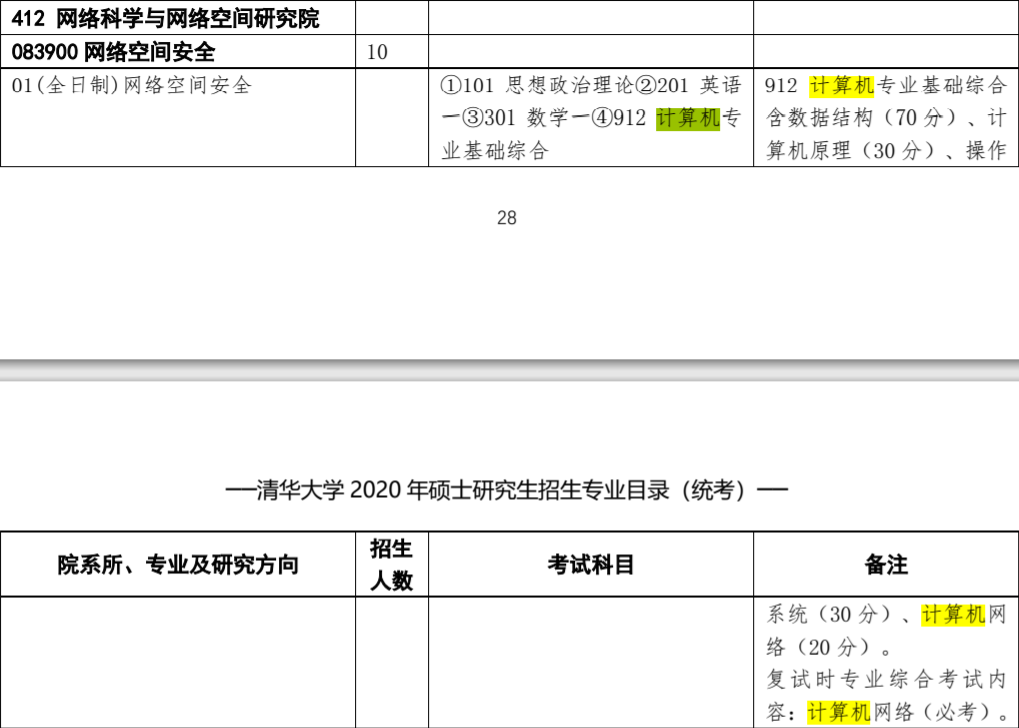 412 网络科学与网络空间研究院
083900 网络空间安全 10
01(全日制)网络空间安全
①101 思想政治理论②201 英语
一③301 数学一④912 计算机专
业基础综合
912 计算机专业基础综合
含数据结构（70 分）、计
算机原理（30 分）、操作
28
——清华大学 2020 年硕士研究生招生专业目录（统考）——
院系所、专业及研究方向
招生
人数
考试科目
备注
系统（30 分）、计算机网
络（20 分）。
复试时专业综合考试内
容：计算机网络（必考）。